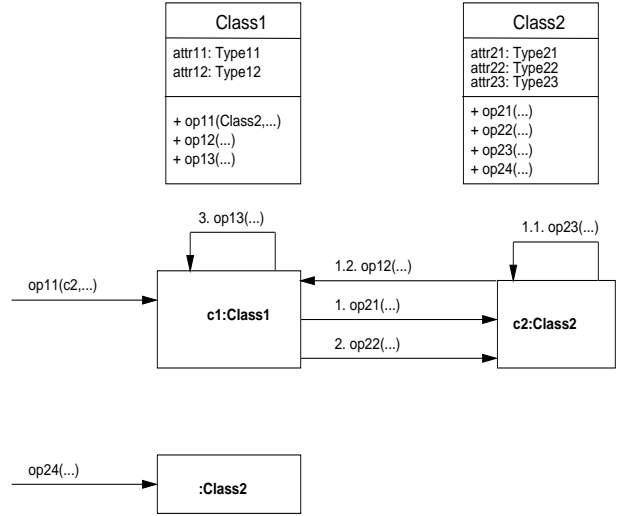 Class1
attr11: Type11
attr12: Type12
+ op11(Class2,...)
+ op12(...)
+ op13(...)
Class2
attr21: Type21
attr22: Type22
attr23: Type23
+ op21(...)
+ op22(...)
+ op23(...)
+ op24(...)
3. op13(...)
1.1. op23(...)
1.2. op12(...)
op11(c2,...)
c1:Class1
1. op21(...)
c2:Class2
2. op22(...)
op24(...)
:Class2